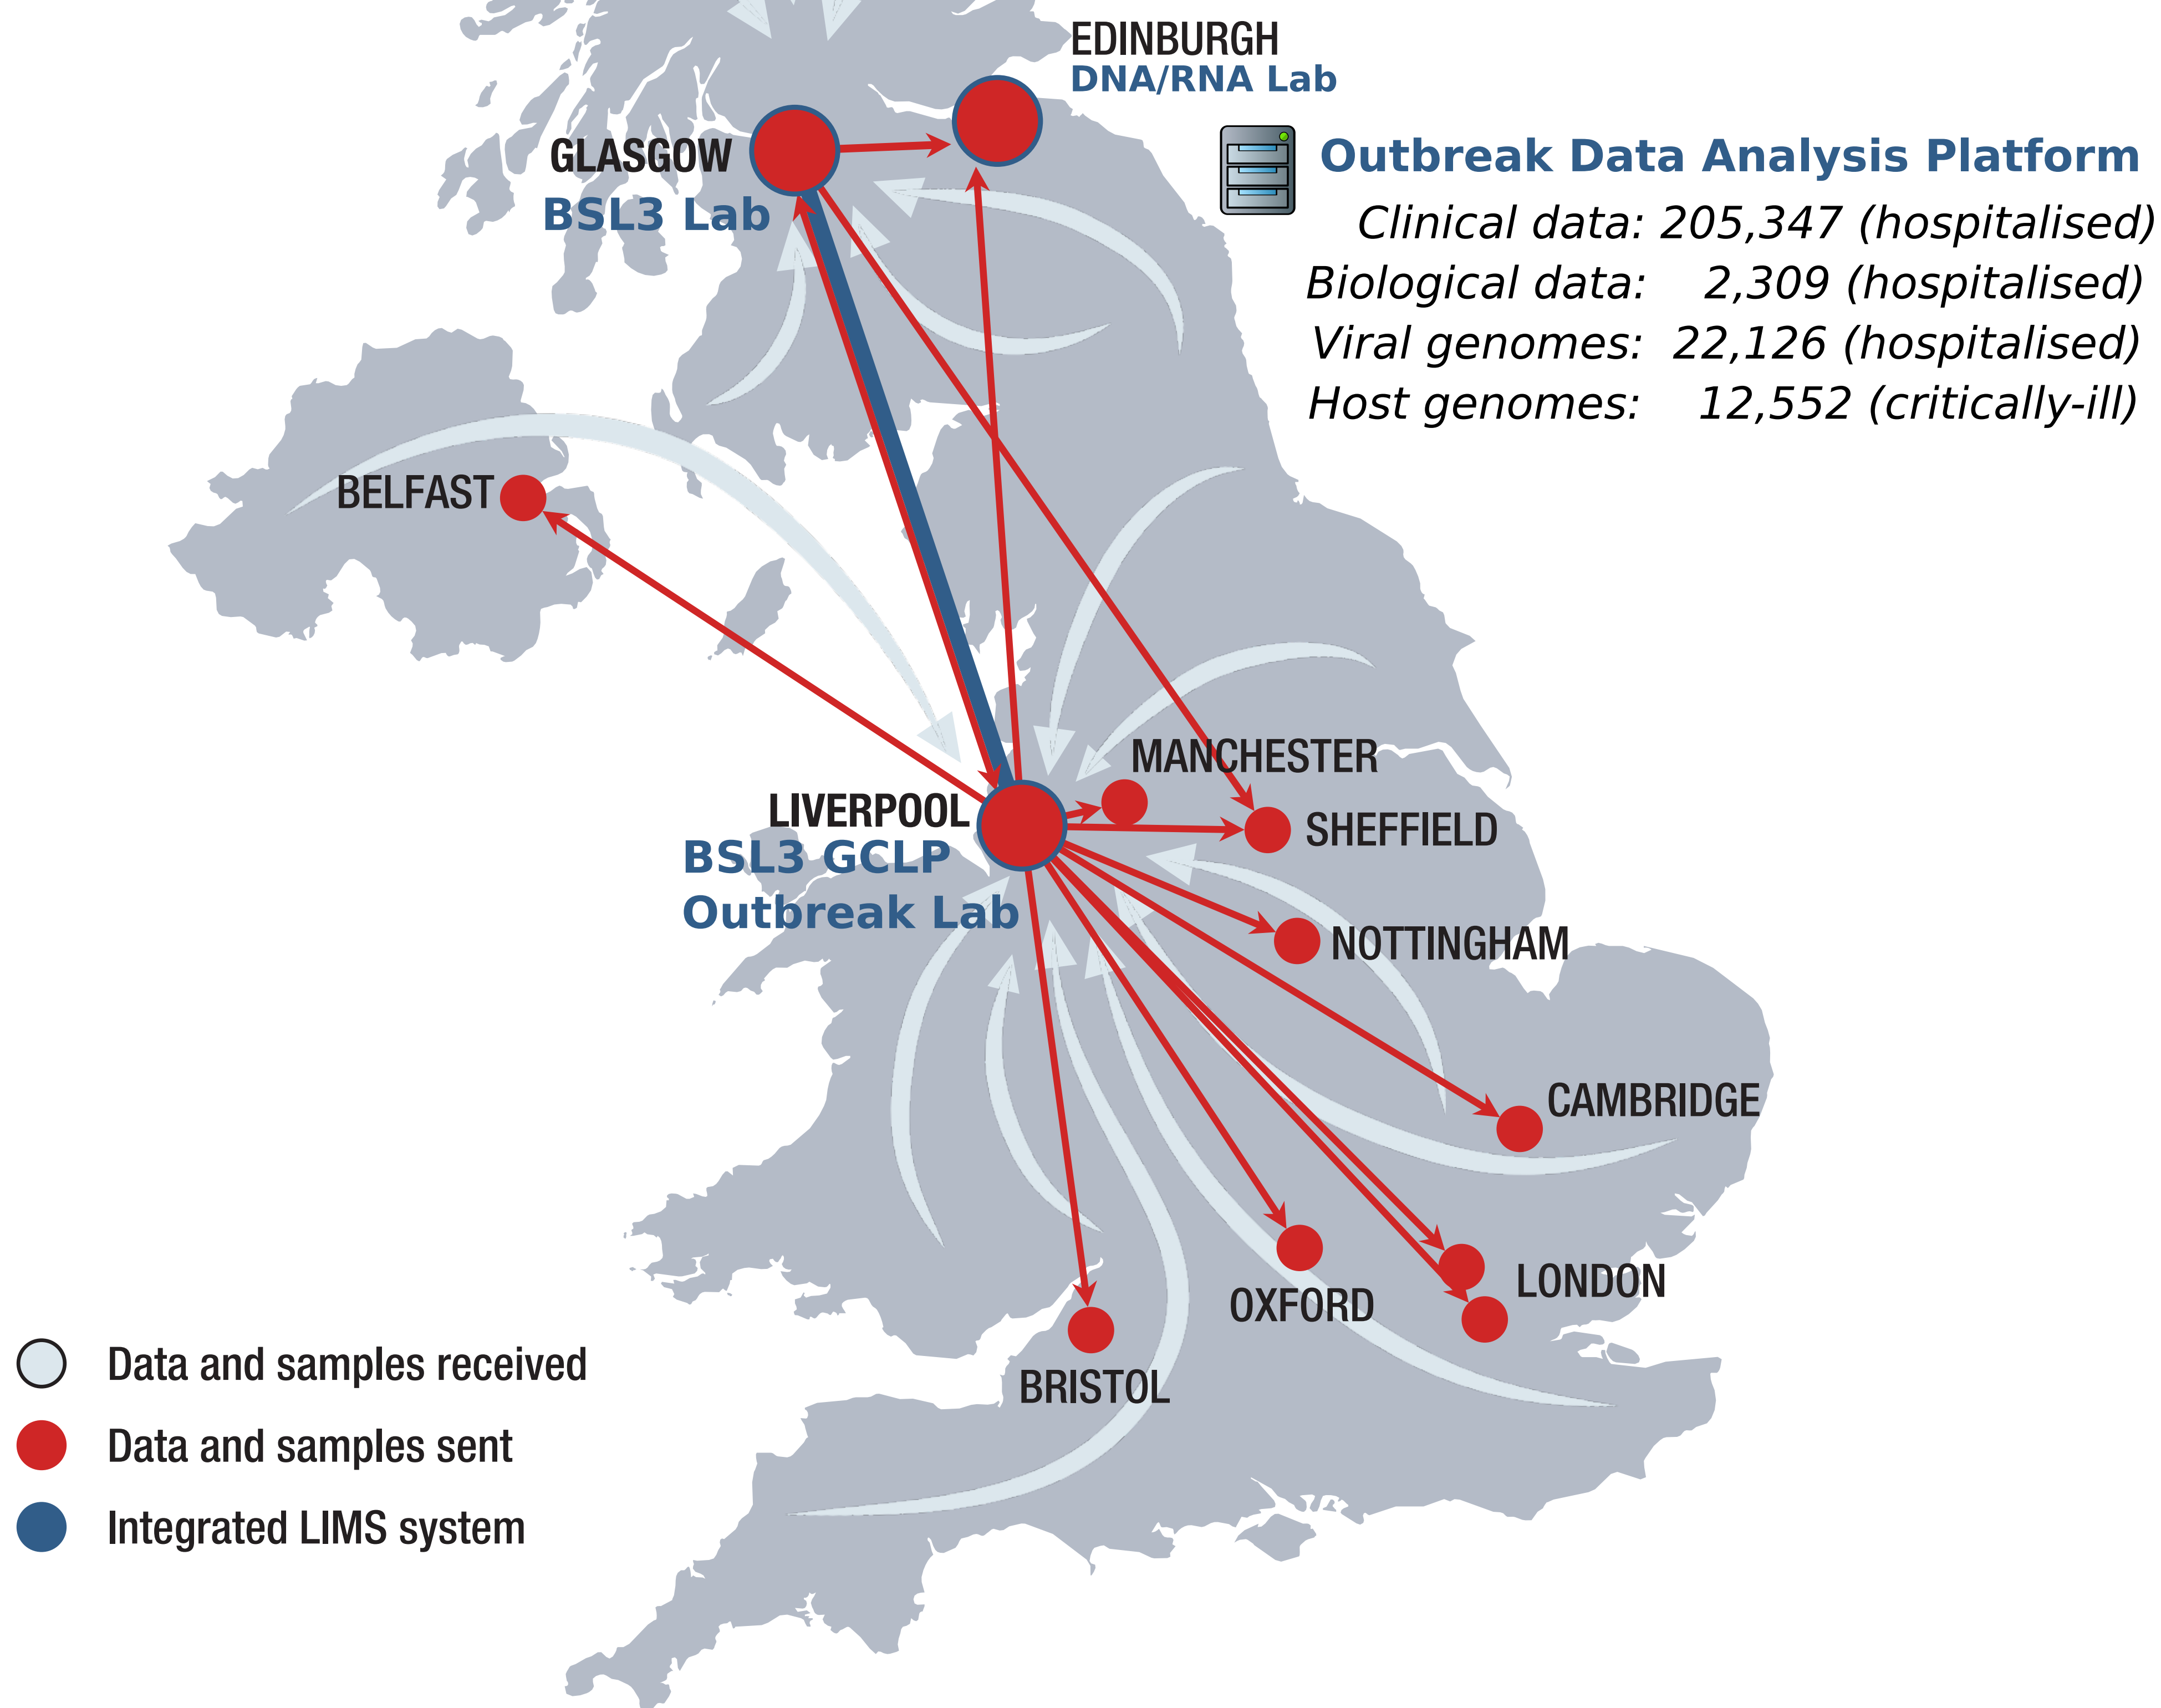 EDINBURGH
DNA/RNA Lab
GLASGOW
BSL3 Lab
Outbreak Data Analysis Platform
Clinical data: 205,347 (hospitalised)
Biological data: 2,309 (hospitalised)
Viral genomes: 22,126 (hospitalised)
Host genomes: 12,552 (critically-ill)
BELFAST
MANCHESTER
LIVERPOOL
BSL3 GCLP
Outbreak Lab
SHEFFIELD
NOTTINGHAM
CAMBRIDGE
LONDON
OXFORD
BRISTOL
Data and samples received
Data and samples sent
Integrated LIMS system